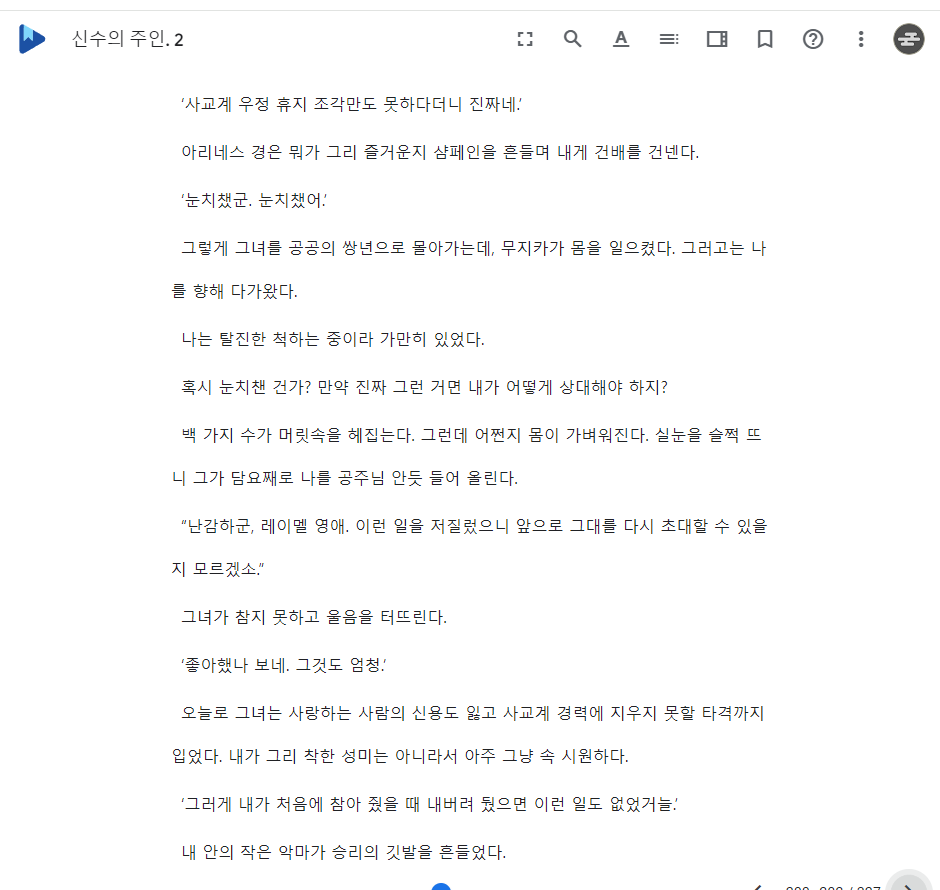 신수의 주인. 2
‘사교계 우정 휴지 조각만도 못하다더니 진짜네.’
아리네스 경은 뭐가 그리 즐거운지 샴페인을 흔들며 내게 건배를 건넨다.
‘눈치챘군. 눈치챘어.’
그렇게 그녀를 공공의 쌍년으로 몰아가는데, 무지카가 몸을 일으켰다. 그러고는 나
를 향해 다가왔다.
나는 탈진한 척하는 중이라 가만히 있었다.
혹시 눈치챈 건가? 만약 진짜 그런 거면 내가 어떻게 상대해야 하지?
백 가지 수가 머릿속을 헤집는다. 그런데 어쩐지 몸이 가벼워진다. 실눈을 슬쩍 뜨
니 그가 담요째로 나를 공주님 안듯 들어 올린다.
“난감하군, 레이멜 영애. 이런 일을 저질렀으니 앞으로 그대를 다시 초대할 수 있을
지 모르겠소.”
그녀가 참지 못하고 울음을 터뜨린다.
‘좋아했나 보네. 그것도 엄청.’
오늘로 그녀는 사랑하는 사람의 신용도 잃고 사교계 경력에 지우지 못할 타격까지
입었다. 내가 그리 착한 성미는 아니라서 아주 그냥 속 시원하다.
‘그러게 내가 처음에 참아 줬을 때 내버려 뒀으면 이런 일도 없었거늘.’
내 안의 작은 악마가 승리의 깃발을 흔들었다.